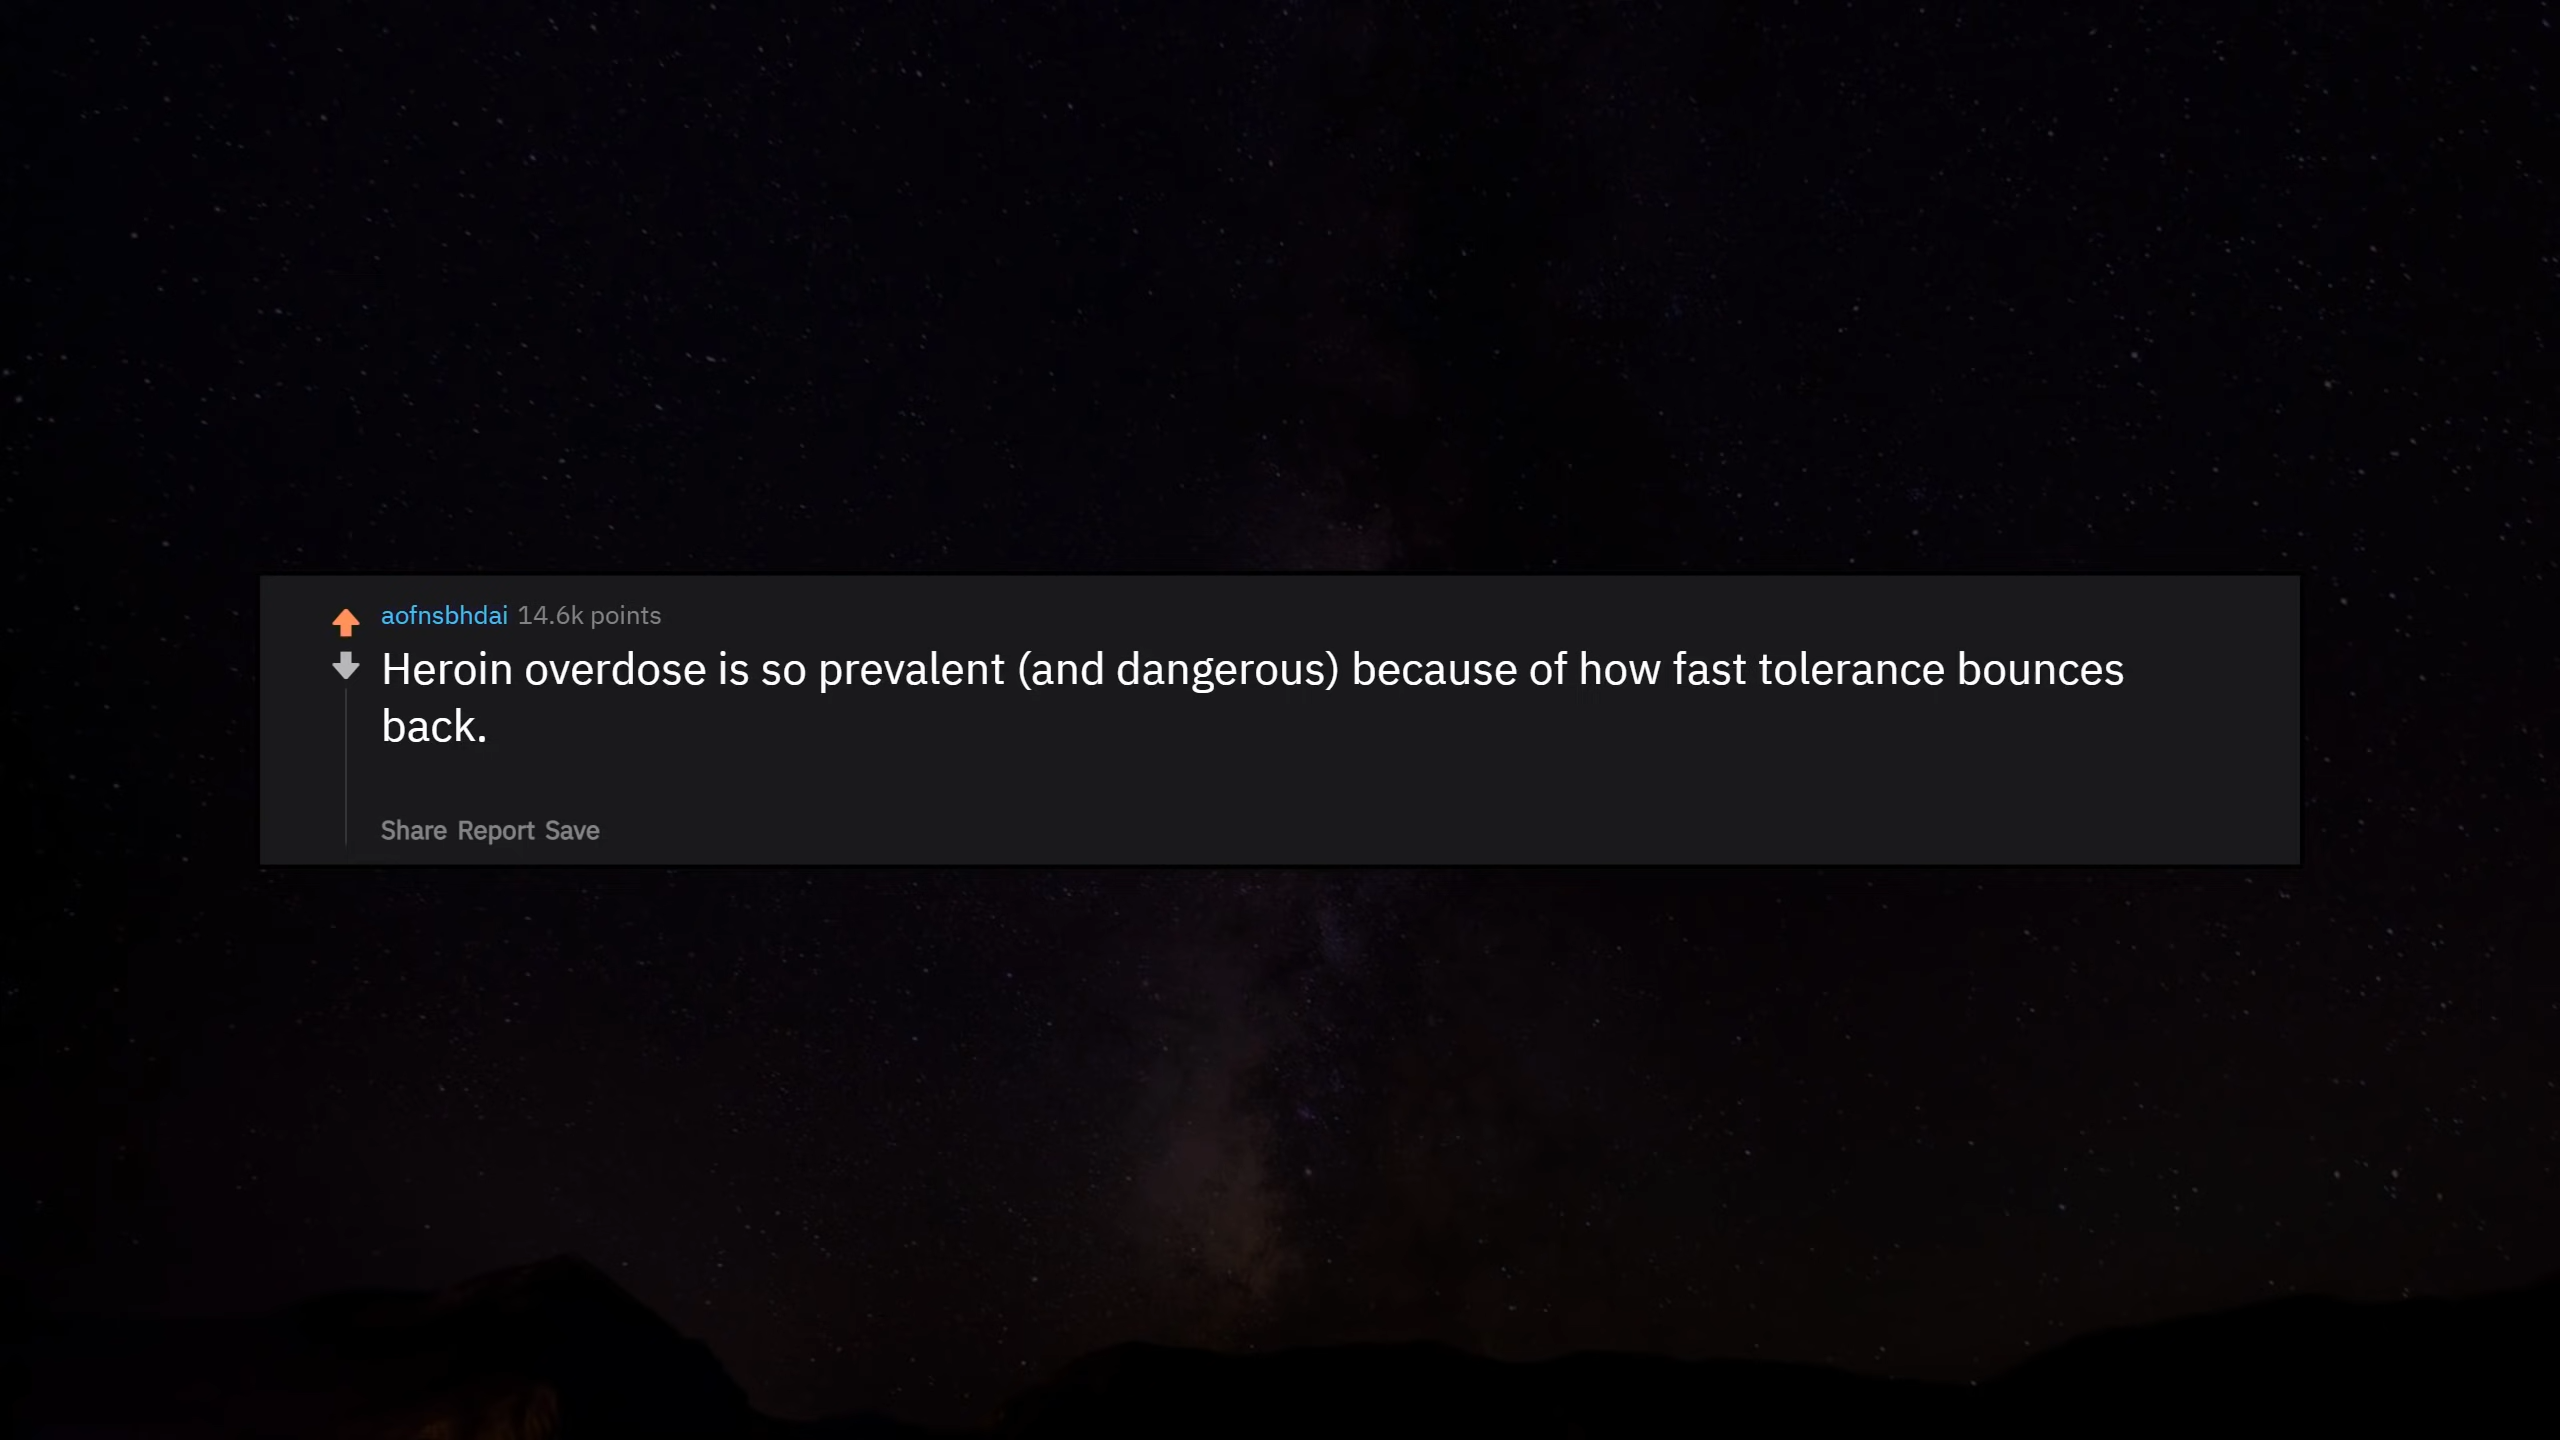 aofnsbhdai 14.6k points
Heroin overdose is so prevalent (and dangerous) because of how fast tolerance bounces
back.
Share Report Save